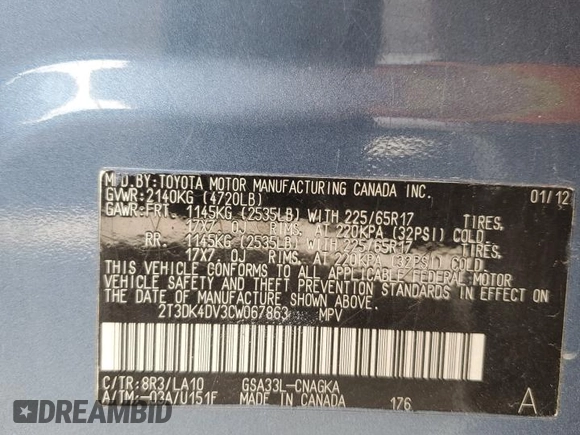 MFD.BY:TOYOTA MOTOR MANUFACTURING CANADA INC.
GVWR:2140KG (4720LB) 01/12
GAWR:FRT. 1145KG (2535LB) WITH 225/65R17 TIRES,
17X7 OJ RIMS, AT 220KPA (32PSI) COLD
RR. 1145KG (2535LB) WITH 225/65R17 TIRES,
17X7 OJ RIMS, AT 220KPA (32PSI) COLD.
THIS VEHICLE CONFORMS TO ALL APPLICABLE FEDERAL MOTOR
VEHICLE SAFETY AND THEFT PREVENTION STANDARDS IN EFFECT
ON THE DATE OF MANUFACTURE SHOWN ABOVE.
2T3DK4DV3CW067863 MPV
C/TR:8R3/LA10 GSA33L-CNAGKA
A/TM:-03A/U151F MADE IN CANADA 176 A
DREAMBID